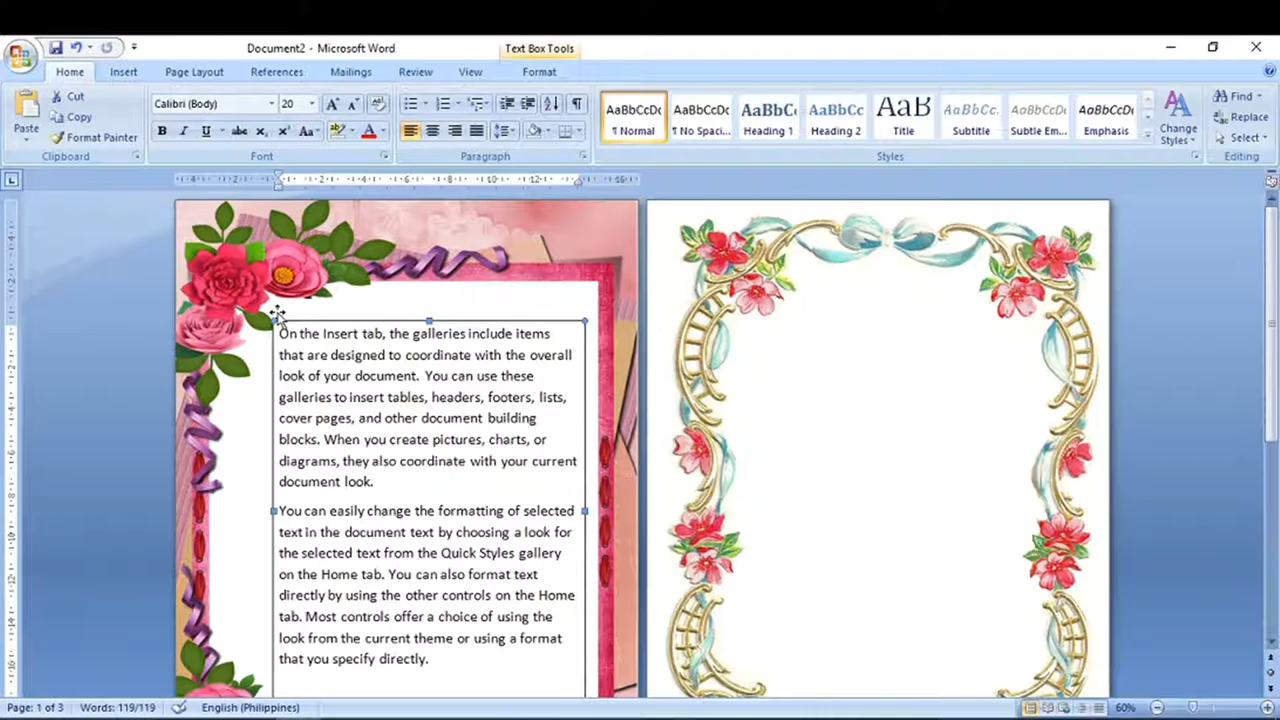 Document2 - Microsoft Word
Text Box Tools
Home Insert Page Layout References Mailings Review View Format
Paste
Cut
Copy
Format Painter
Clipboard
Calibri (Body) 20
B I U abc x₂ x² Aa
Font
Paragraph
AaBbCcDc AaBbCcDc AaBbCc AaBbCc AaB AaBbCc. AaBbCcDc AaBbCcDc
¶ Normal ¶ No Spaci... Heading 1 Heading 2 Title Subtitle Subtle Em... Emphasis
Styles
Change
Styles
Find
Replace
Select
Editing
On the Insert tab, the galleries include items
that are designed to coordinate with the overall
look of your document. You can use these
galleries to insert tables, headers, footers, lists,
cover pages, and other document building
blocks. When you create pictures, charts, or
diagrams, they also coordinate with your current
document look.
You can easily change the formatting of selected
text in the document text by choosing a look for
the selected text from the Quick Styles gallery
on the Home tab. You can also format text
directly by using the other controls on the Home
tab. Most controls offer a choice of using the
look from the current theme or using a format
that you specify directly.
Page: 1 of 3 Words: 119/119 English (Philippines) 60%